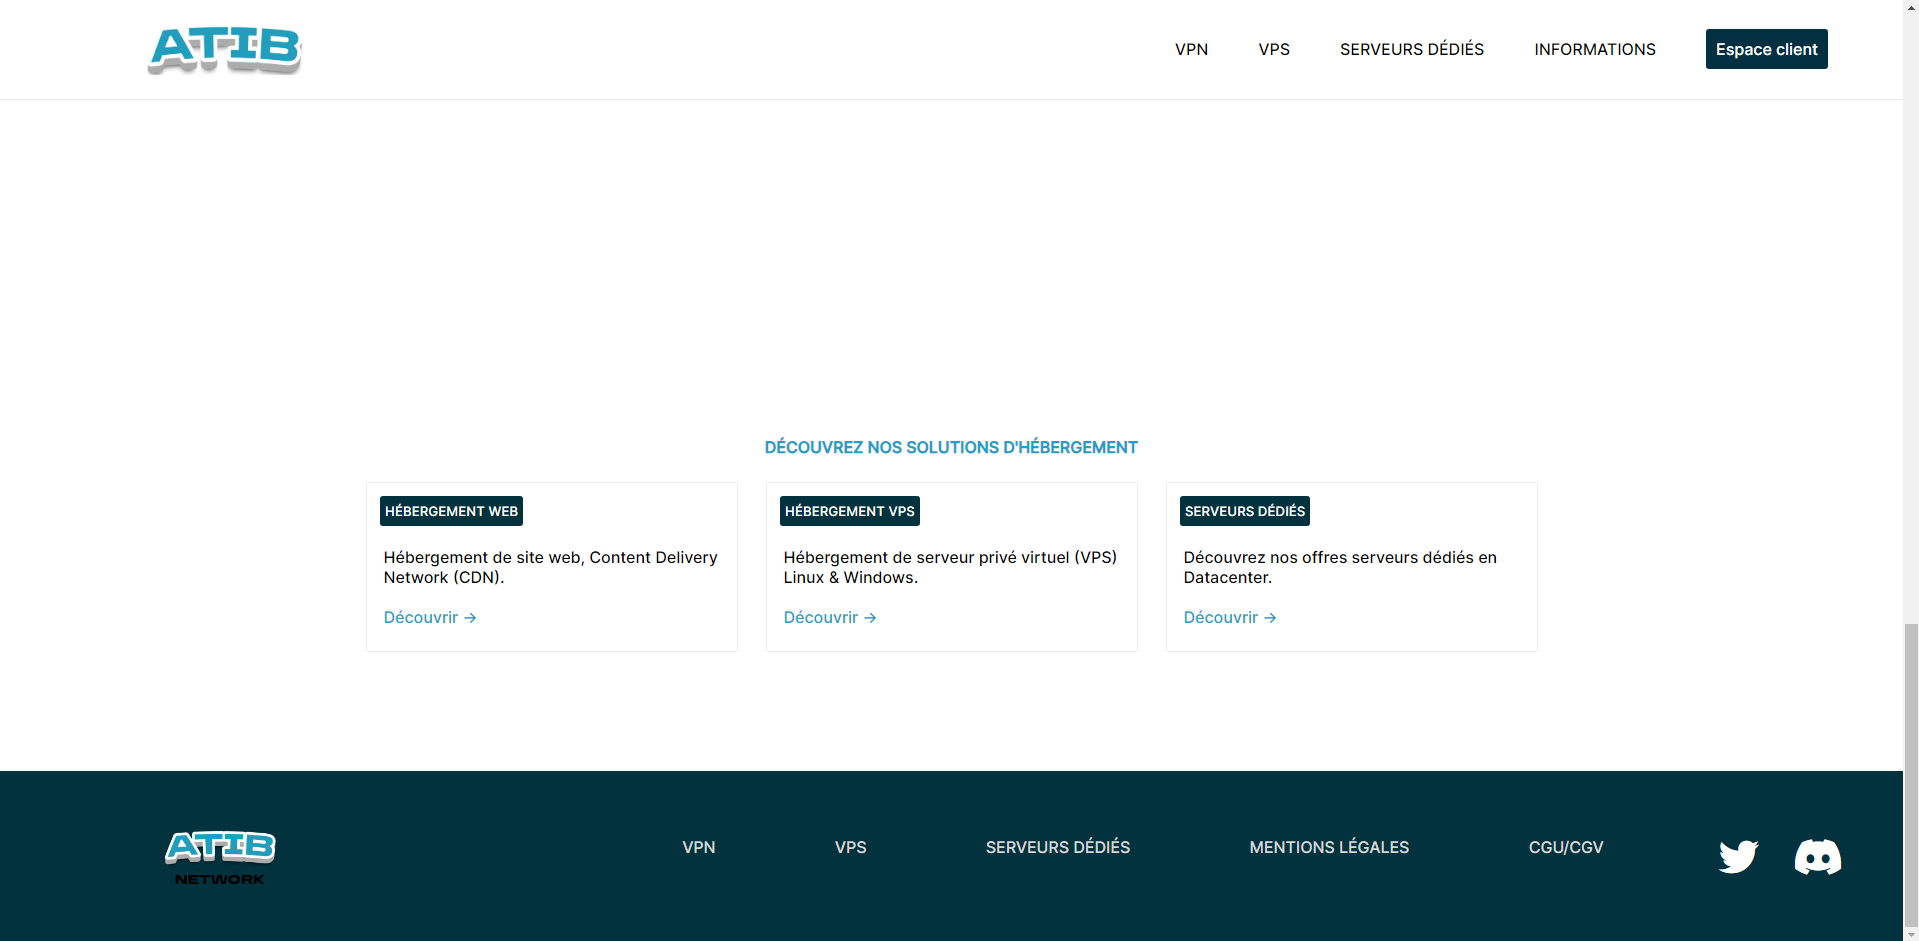 ATIB
VPN
VPS
SERVEURS DÉDIÉS
INFORMATIONS
Espace client
DÉCOUVREZ NOS SOLUTIONS D'HÉBERGEMENT
HÉBERGEMENT WEB
Hébergement de site web, Content Delivery
Network (CDN).
Découvrir →
HÉBERGEMENT VPS
Hébergement de serveur privé virtuel (VPS)
Linux & Windows.
Découvrir →
SERVEURS DÉDIÉS
Découvrez nos offres serveurs dédiés en
Datacenter.
Découvrir →
ATIB
NETWORK
VPN
VPS
SERVEURS DÉDIÉS
MENTIONS LÉGALES
CGU/CGV